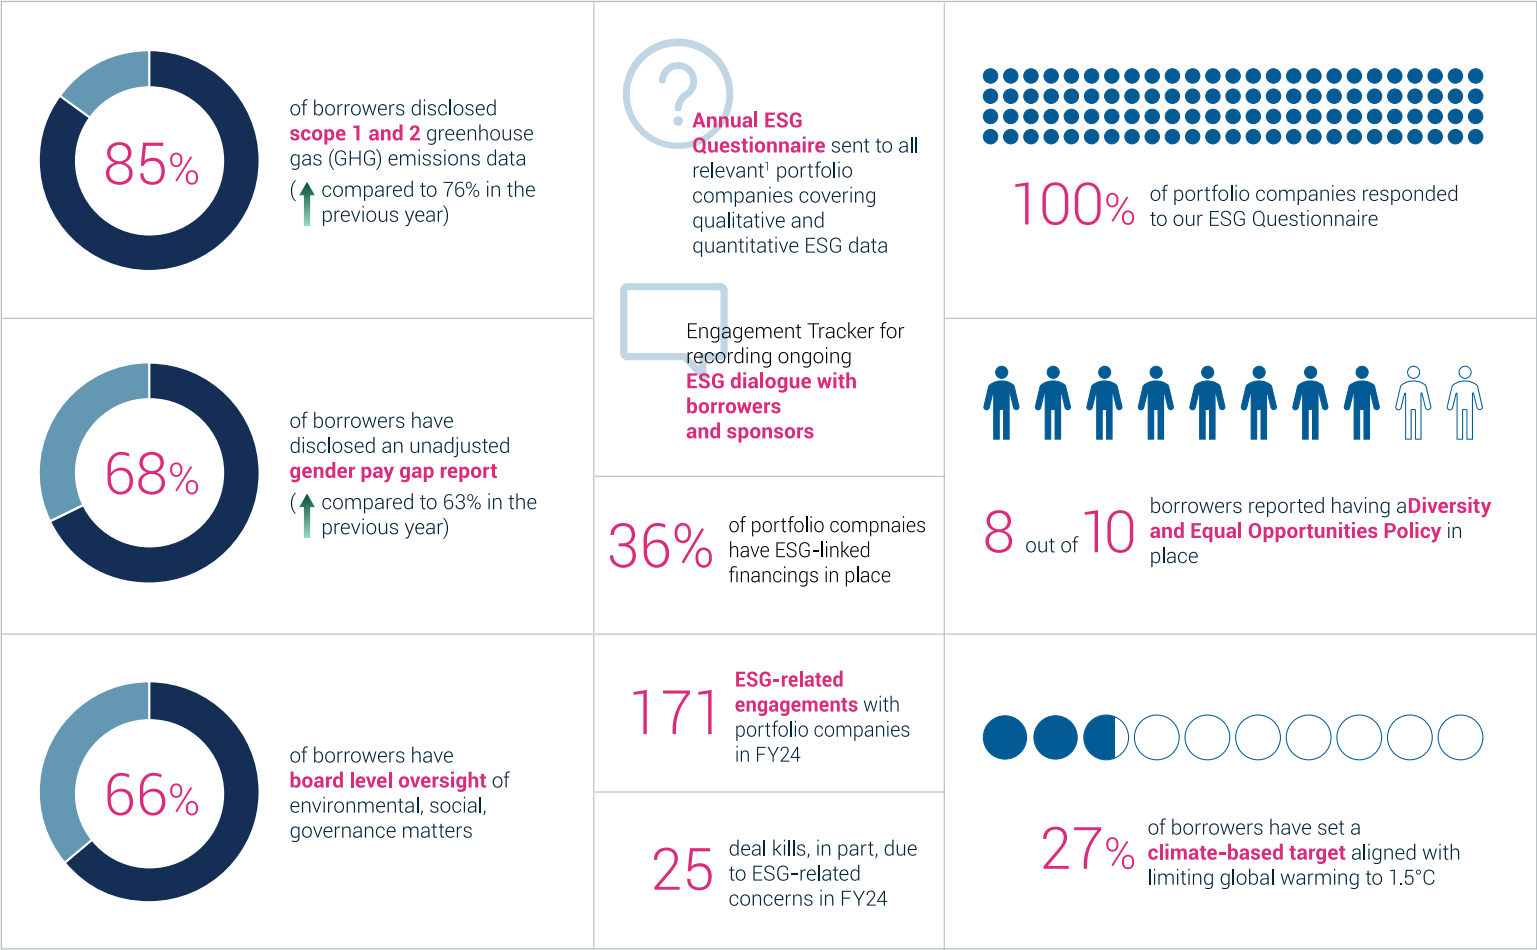 85%
of borrowers disclosed
scope 1 and 2 greenhouse
gas (GHG) emissions data
( compared to 76% in the
previous year)
68%
of borrowers have
disclosed an unadjusted
gender pay gap report
( compared to 63% in the
previous year)
66%
of borrowers have
board level oversight of
environmental, social,
governance matters
?
Annual ESG
Questionnaire sent to all
relevant¹ portfolio
companies covering
qualitative and
quantitative ESG data
Engagement Tracker for
recording ongoing
ESG dialogue with
borrowers
and sponsors
36%
of portfolio compnaies
have ESG-linked
financings in place
171
ESG-related
engagements with
portfolio companies
in FY24
25
deal kills, in part, due
to ESG-related
concerns in FY24
100%
of portfolio companies responded
to our ESG Questionnaire
8 out of 10
borrowers reported having aDiversity
and Equal Opportunities Policy in
place
27%
of borrowers have set a
climate-based target aligned with
limiting global warming to 1.5°C